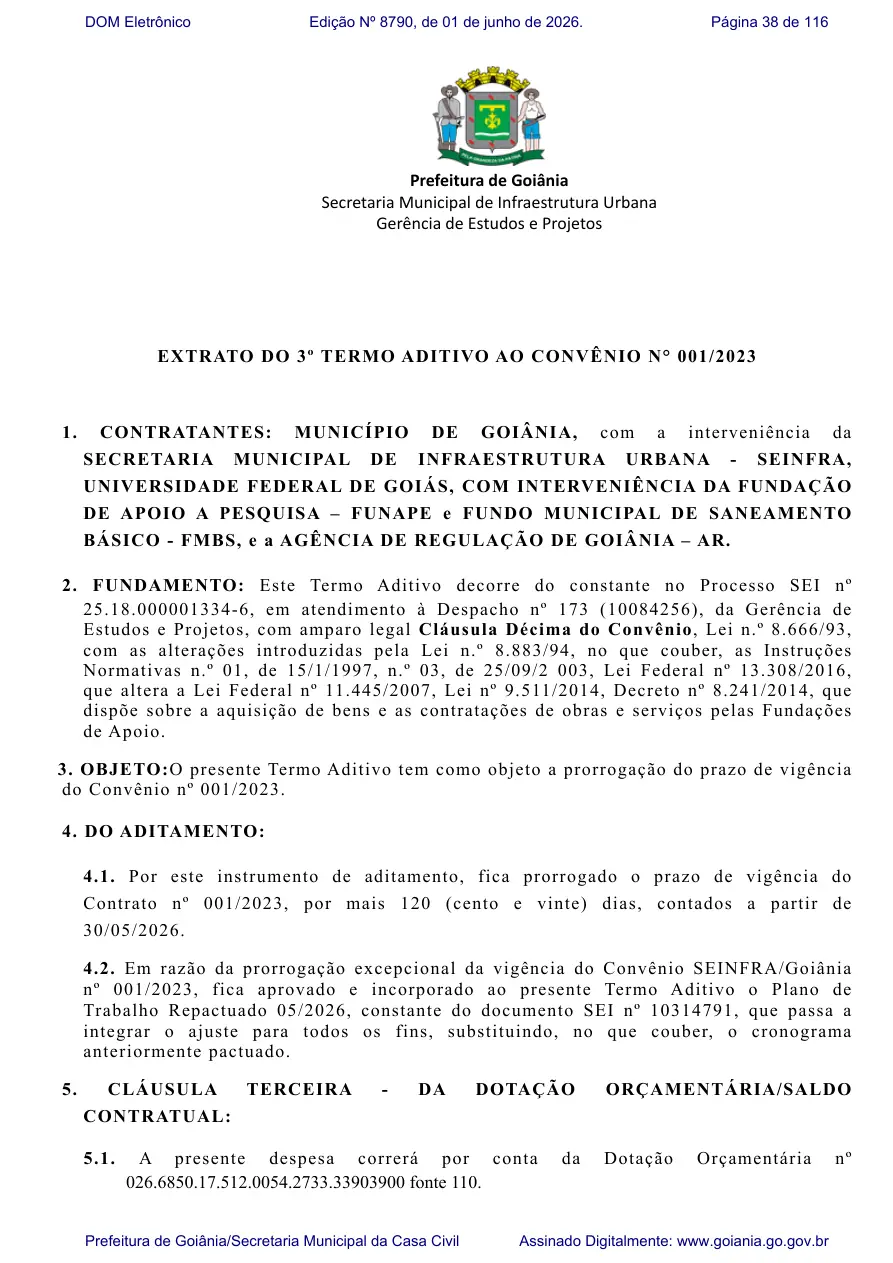 DOM Eletrônico Edição Nº 8790, de 01 de junho de 2026. Página 38 de 116
PELA GRANDEZA DA PÁTRIA
Prefeitura de Goiânia
Secretaria Municipal de Infraestrutura Urbana
Gerência de Estudos e Projetos
EXTRATO DO 3º TERMO ADITIVO AO CONVÊNIO N° 001/2023
1. CONTRATANTES: MUNICÍPIO DE GOIÂNIA, com a interveniência da
SECRETARIA MUNICIPAL DE INFRAESTRUTURA URBANA - SEINFRA,
UNIVERSIDADE FEDERAL DE GOIÁS, COM INTERVENIÊNCIA DA FUNDAÇÃO
DE APOIO A PESQUISA – FUNAPE e FUNDO MUNICIPAL DE SANEAMENTO
BÁSICO - FMBS, e a AGÊNCIA DE REGULAÇÃO DE GOIÂNIA – AR.
2. FUNDAMENTO: Este Termo Aditivo decorre do constante no Processo SEI nº
25.18.000001334-6, em atendimento à Despacho nº 173 (10084256), da Gerência de
Estudos e Projetos, com amparo legal Cláusula Décima do Convênio, Lei n.º 8.666/93,
com as alterações introduzidas pela Lei n.º 8.883/94, no que couber, as Instruções
Normativas n.º 01, de 15/1/1997, n.º 03, de 25/09/2 003, Lei Federal nº 13.308/2016,
que altera a Lei Federal nº 11.445/2007, Lei nº 9.511/2014, Decreto nº 8.241/2014, que
dispõe sobre a aquisição de bens e as contratações de obras e serviços pelas Fundações
de Apoio.
3. OBJETO:O presente Termo Aditivo tem como objeto a prorrogação do prazo de vigência
do Convênio nº 001/2023.
4. DO ADITAMENTO:
4.1. Por este instrumento de aditamento, fica prorrogado o prazo de vigência do
Contrato nº 001/2023, por mais 120 (cento e vinte) dias, contados a partir de
30/05/2026.
4.2. Em razão da prorrogação excepcional da vigência do Convênio SEINFRA/Goiânia
nº 001/2023, fica aprovado e incorporado ao presente Termo Aditivo o Plano de
Trabalho Repactuado 05/2026, constante do documento SEI nº 10314791, que passa a
integrar o ajuste para todos os fins, substituindo, no que couber, o cronograma
anteriormente pactuado.
5. CLÁUSULA TERCEIRA - DA DOTAÇÃO ORÇAMENTÁRIA/SALDO
CONTRATUAL:
5.1. A presente despesa correrá por conta da Dotação Orçamentária nº
026.6850.17.512.0054.2733.33903900 fonte 110.
Prefeitura de Goiânia/Secretaria Municipal da Casa Civil Assinado Digitalmente: www.goiania.go.gov.br